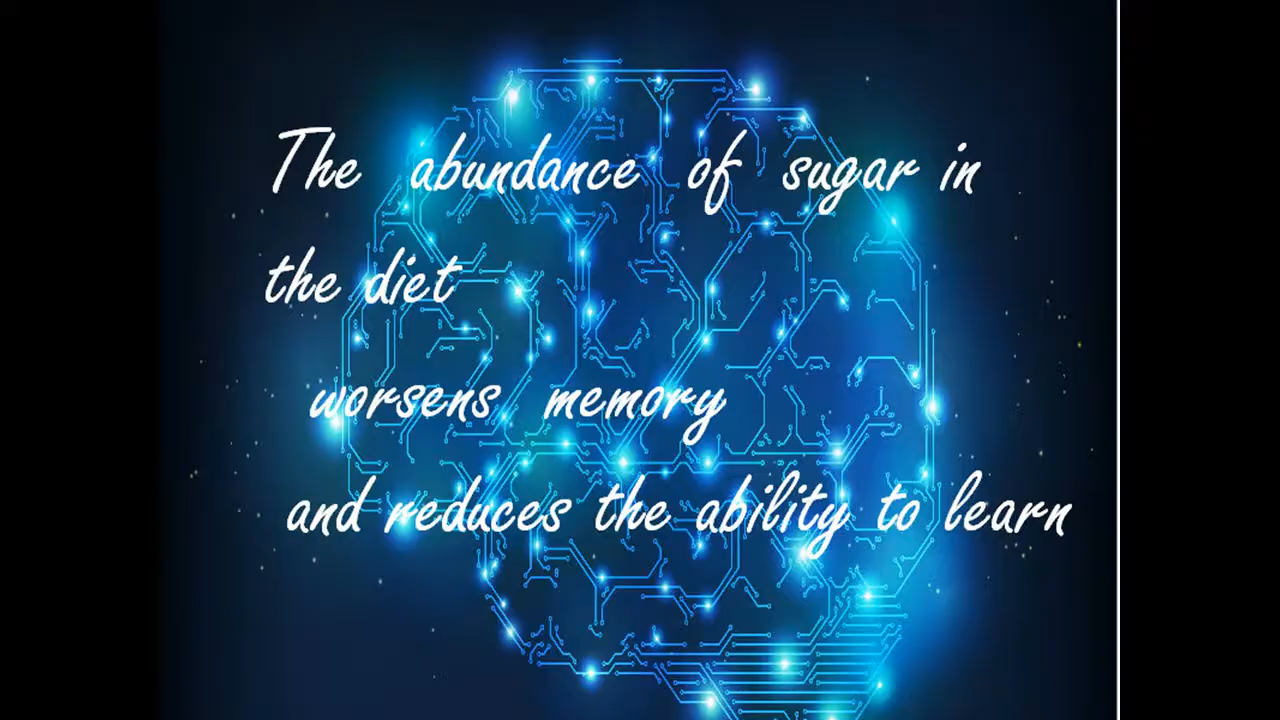 The abundance of sugar in
the diet
worsens memory
and reduces the ability to learn